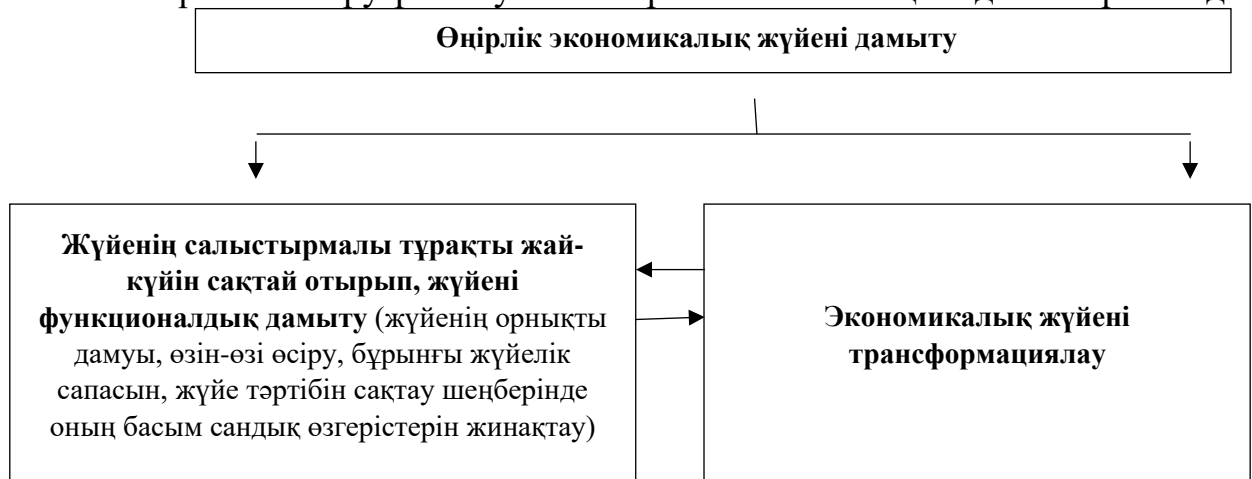 Өңірлік экономикалық жүйені дамыту
Жүйенің салыстырмалы тұрақты жай-
күйін сақтай отырып, жүйені
функционалдық дамыту (жүйенің орнықты
дамуы, өзін-өзі өсіру, бұрынғы жүйелік
сапасын, жүйе тәртібін сақтау шеңберінде
оның басым сандық өзгерістерін жинақтау)
Экономикалық жүйені
трансформациялау